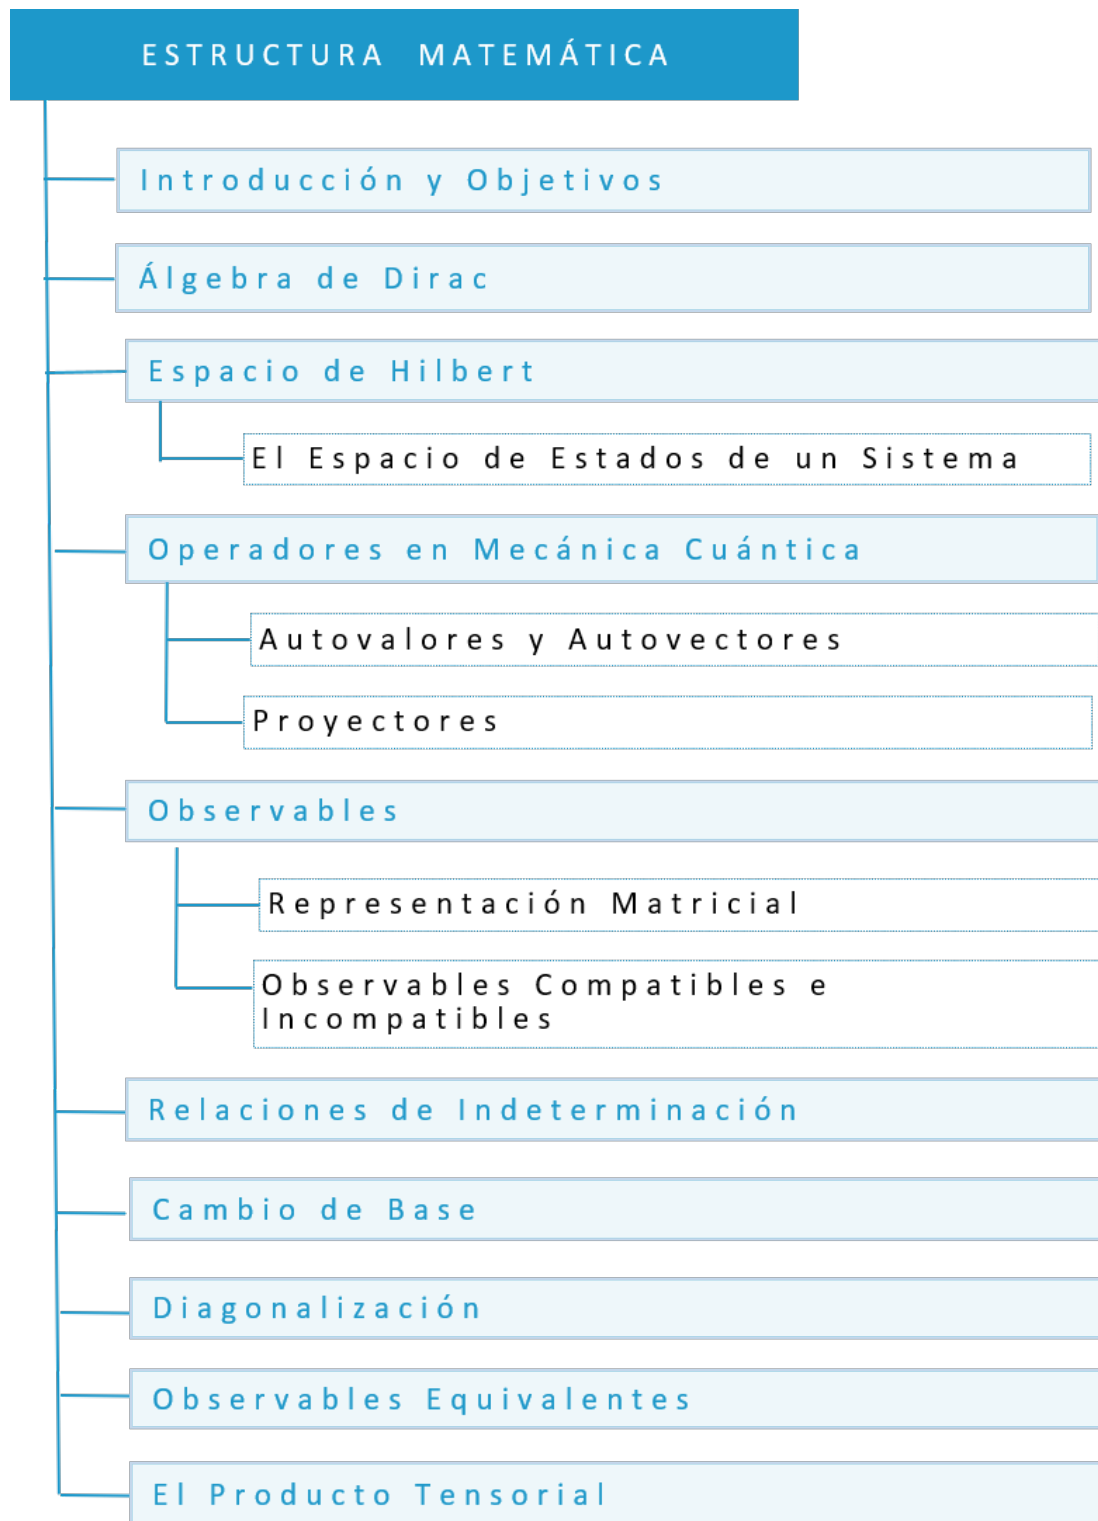 ESTRUCTURA MATEMÁTICA
Introducción y Objetivos
Álgebra de Dirac
Espacio de Hilbert
El Espacio de Estados de un Sistema
Operadores en Mecánica Cuántica
Autovalores y Autovectores
Proyectores
Observables
Representación Matricial
Observables Compatibles e
Incompatibles
Relaciones de Indeterminación
Cambio de Base
Diagonalización
Observables Equivalentes
El Producto Tensorial